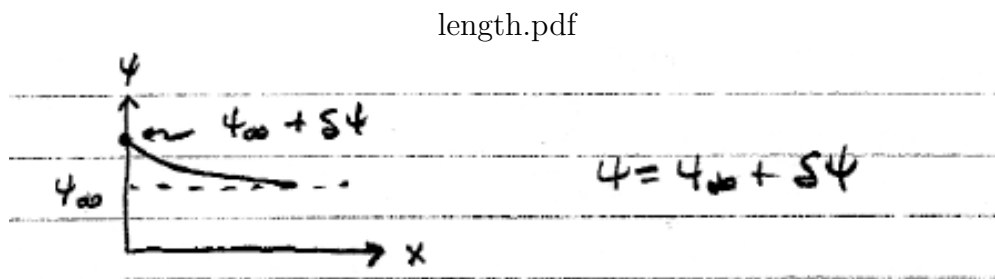 length.pdf
ψ
ψ∞ + δψ
ψ∞
ψ = ψ∞ + δψ
x